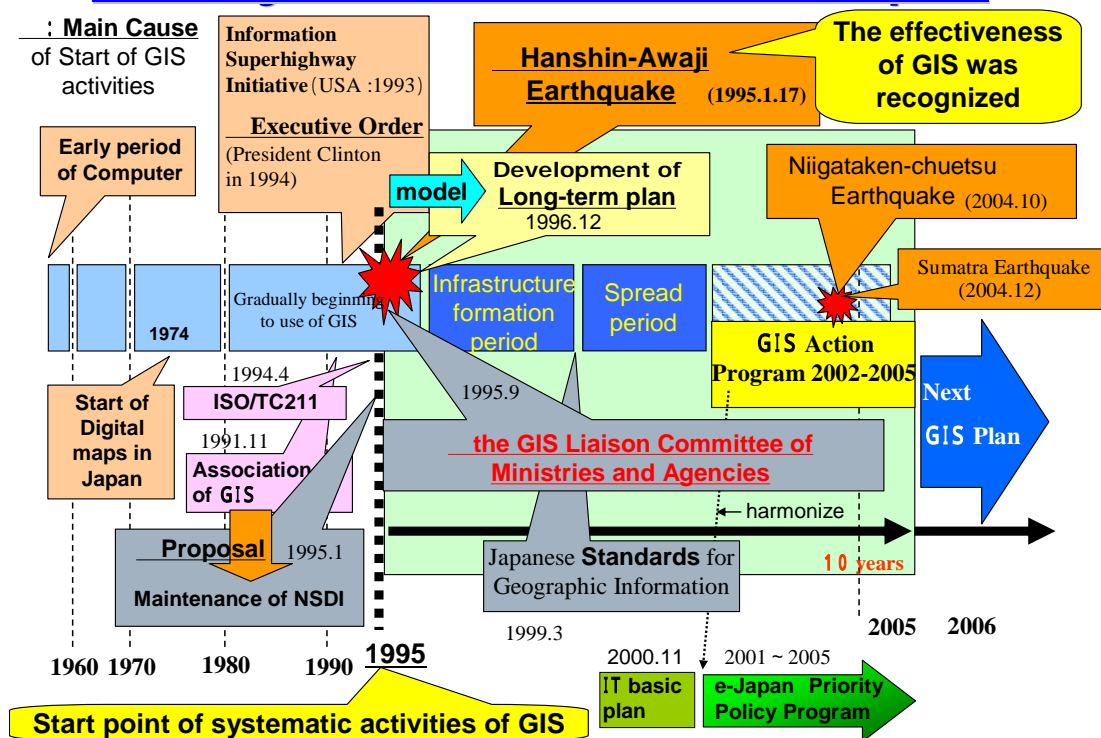 : Main Cause
of Start of GIS
activities
Information
Superhighway
Initiative (USA :1993)
Executive Order
(President Clinton
in 1994)
Hanshin-Awaji
Earthquake (1995.1.17)
The effectiveness
of GIS was
recognized
Early period
of Computer
model
Development of
Long-term plan
1996.12
Niigataken-chuetsu
Earthquake (2004.10)
Sumatra Earthquake
(2004.12)
1974
Gradually beginning
to use of GIS
Infrastructure
formation
period
Spread
period
GIS Action
Program 2002-2005
Next
GIS Plan
Start of
Digital
maps in
Japan
1994.4
ISO/TC211
1991.11
Association
of GIS
1995.9
the GIS Liaison Committee of
Ministries and Agencies
harmonize
Proposal 1995.1
Maintenance of NSDI
Japanese Standards for
Geographic Information
1999.3
10 years
1960
1970
1980
1990
1995
2005
2006
2000.11
IT basic
plan
2001 ~ 2005
e-Japan Priority
Policy Program
Start point of systematic activities of GIS